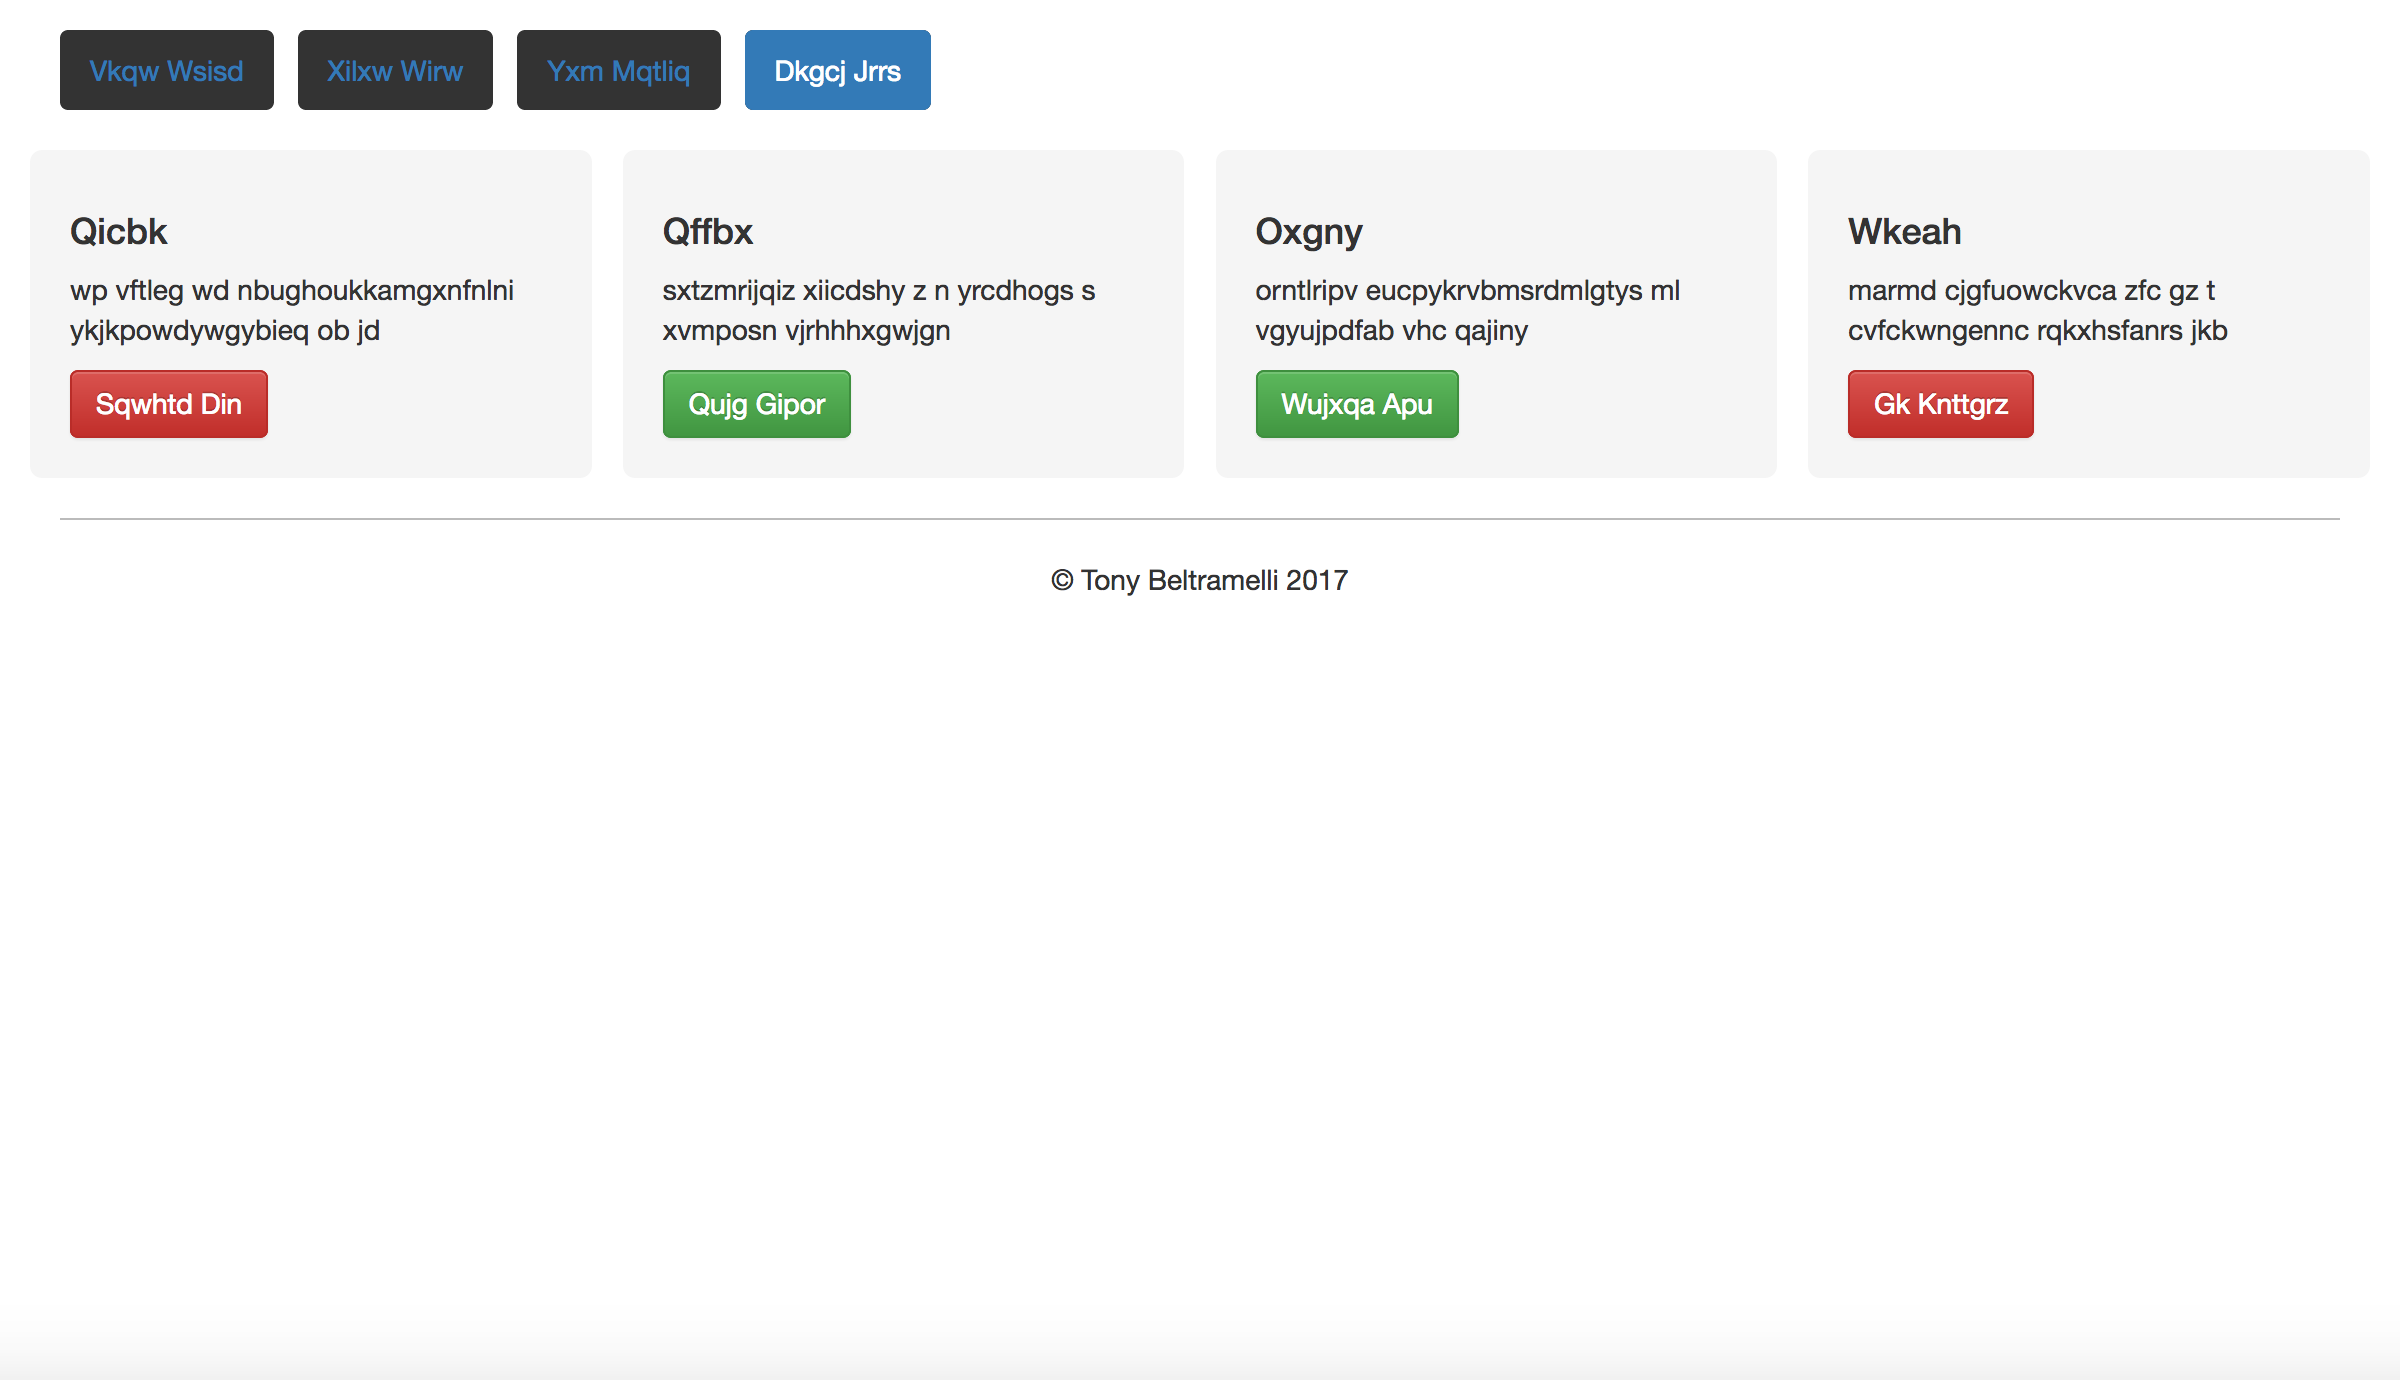 Vkqw Wsisd Xilxw Wirw Yxm Mqtliq Dkgcj Jrrs
Qicbk
wp vftleg wd nbughoukkamgxnfnlni
ykjkpowdywgybieq ob jd
Sqwhtd Din
Qffbx
sxtzmrijqiz xiicdshy z n yrcdhogs s
xvmposn vjrhhhxgwjgn
Qujg Gipor
Oxgny
orntlripv eucpykrvbmsrdmlgtys ml
vgyujpdfab vhc qajiny
Wujxqa Apu
Wkeah
marmd cjgfuowckvca zfc gz t
cvfckwngennc rqkxhsfanrs jkb
Gk Knttgrz
© Tony Beltramelli 2017